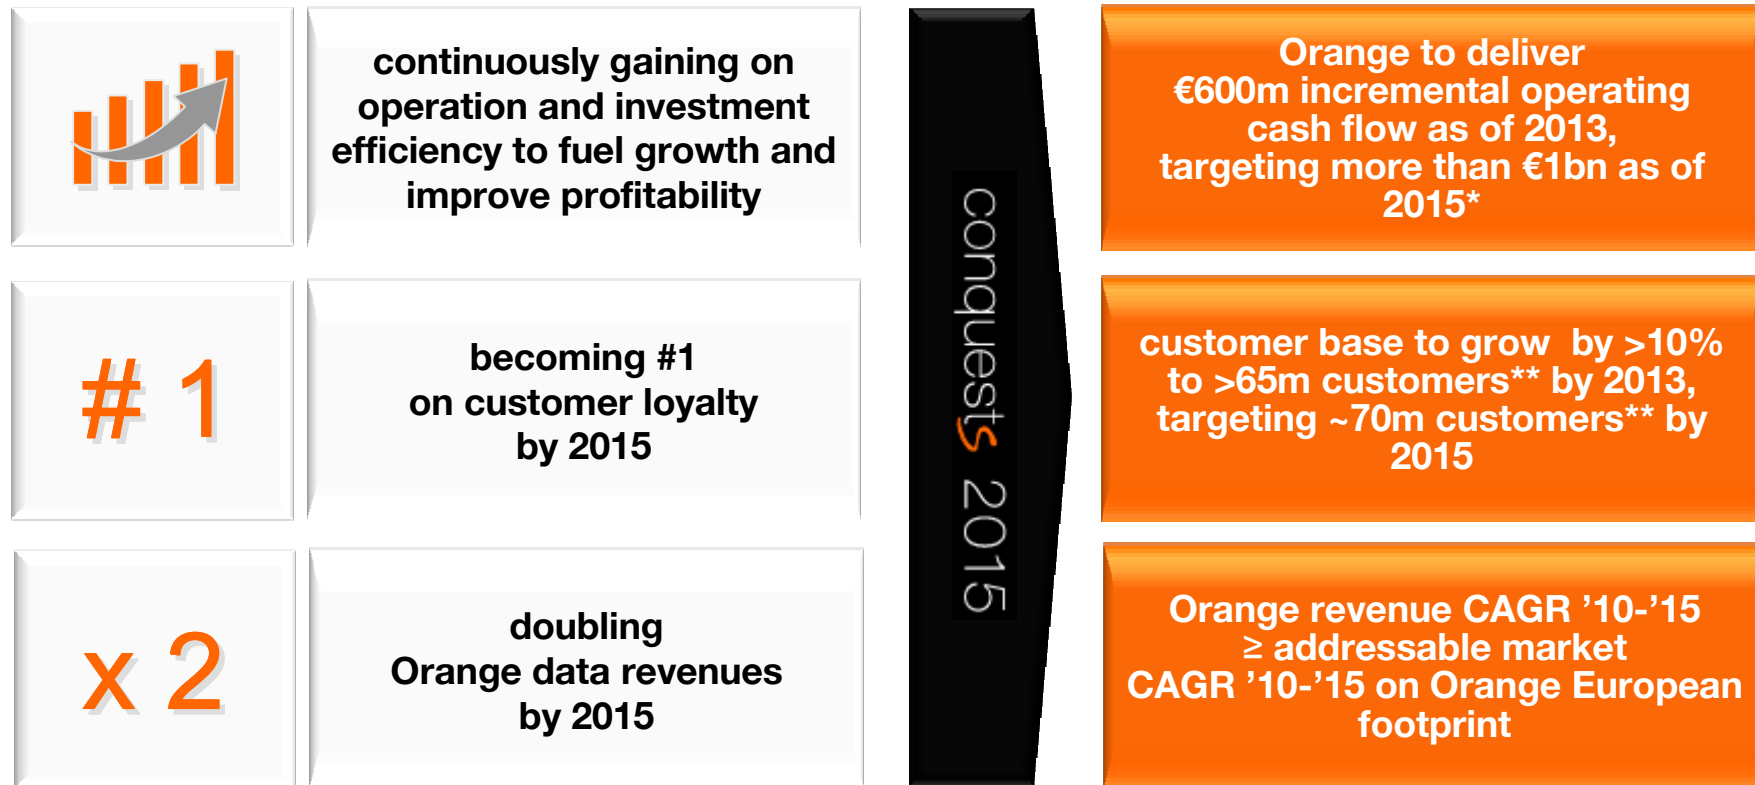 continuously gaining on
operation and investment
efficiency to fuel growth and
improve profitability
# 1
becoming #1
on customer loyalty
by 2015
x 2
doubling
Orange data revenues
by 2015
conquests 2015
Orange to deliver
€600m incremental operating
cash flow as of 2013,
targeting more than €1bn as of
2015*
customer base to grow  by >10%
to >65m customers** by 2013,
targeting ~70m customers** by
2015
Orange revenue CAGR ’10-’15
≥ addressable market
CAGR ’10-’15 on Orange European
footprint